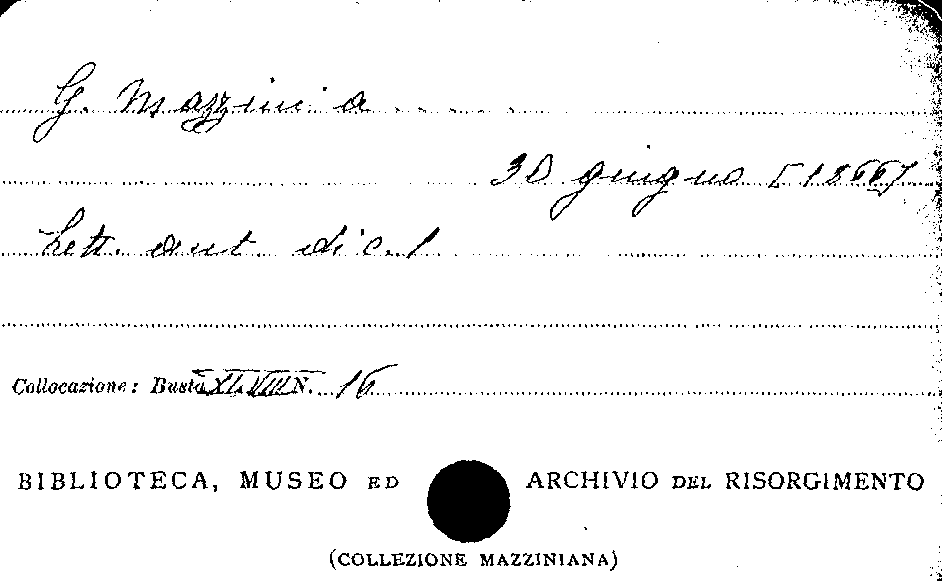 G. Mazzini a . . . . .
30 giugno [1866]
Lett. aut. di c. 1
Collocazione: Busta XLVIII N. 16
BIBLIOTECA, MUSEO ED ARCHIVIO DEL RISORGIMENTO
(COLLEZIONE MAZZINIANA)